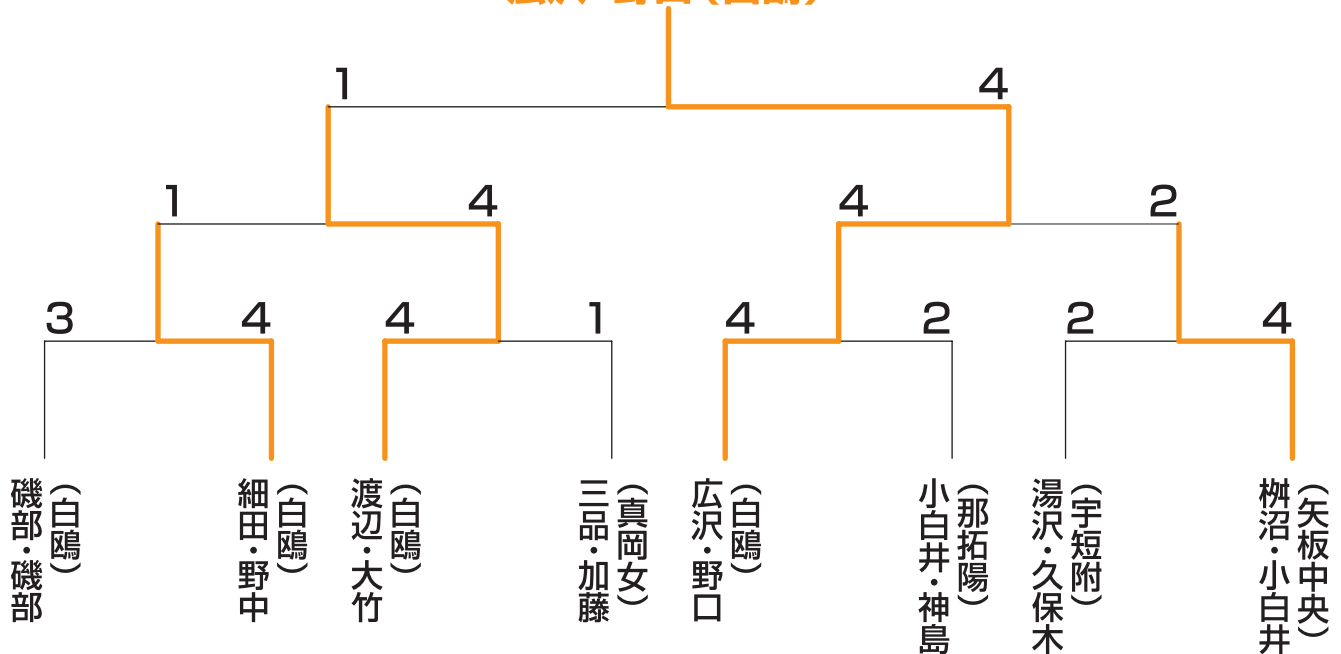 1 4
1 4 4 2
3 4 4 1 4 2 2 4
磯部・磯部
(白鴎)
細田・野中
(白鴎)
渡辺・大竹
(白鴎)
三品・加藤
(真岡女)
広沢・野口
(白鴎)
小白井・神島
(那拓陽)
湯沢・久保木
(宇短附)
桝沼・小白井
(矢板中央)